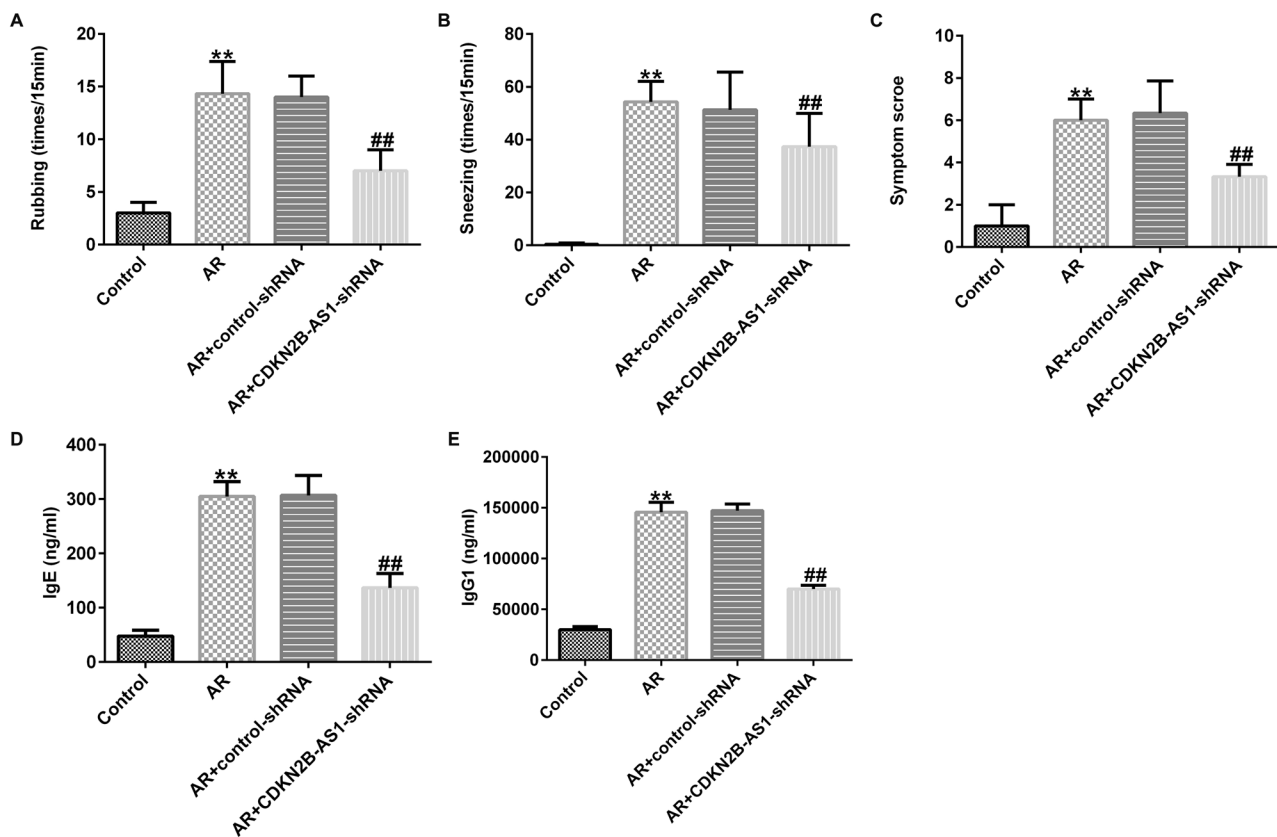 A
Rubbing (times/15min)
20
15
10
5
0
**
##
Control
AR
AR+control-shRNA
AR+CDKN2B-AS1-shRNA
B
Sneezing (times/15min)
80
60
40
20
0
**
##
Control
AR
AR+control-shRNA
AR+CDKN2B-AS1-shRNA
C
Symptom scroe
10
8
6
4
2
0
**
##
Control
AR
AR+control-shRNA
AR+CDKN2B-AS1-shRNA
D
IgE (ng/ml)
400
300
200
100
0
**
##
Control
AR
AR+control-shRNA
AR+CDKN2B-AS1-shRNA
E
IgG1 (ng/ml)
200000
150000
100000
50000
0
**
##
Control
AR
AR+control-shRNA
AR+CDKN2B-AS1-shRNA